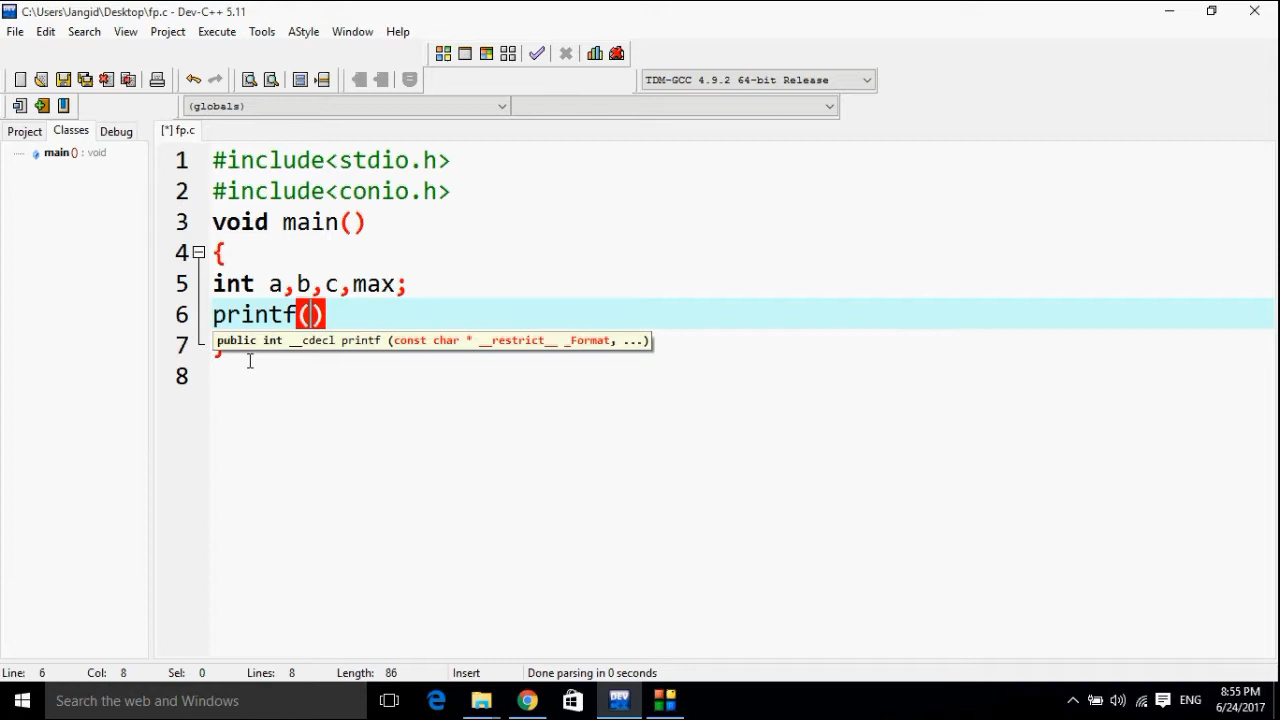 C:\Users\Jangid\Desktop\fp.c - Dev-C++ 5.11
File Edit Search View Project Execute Tools AStyle Window Help
TDM-GCC 4.9.2 64-bit Release
(globals)
Project Classes Debug
[*] fp.c
main () : void
1 #include<stdio.h>
2 #include<conio.h>
3 void main()
4 {
5 int a,b,c,max;
6 printf()
public int __cdecl printf (const char * __restrict__ _Format, ...)
7 }
8
Line: 6 Col: 8 Sel: 0 Lines: 8 Length: 86 Insert Done parsing in 0 seconds
Search the web and Windows
DEV
ENG
8:55 PM
6/24/2017